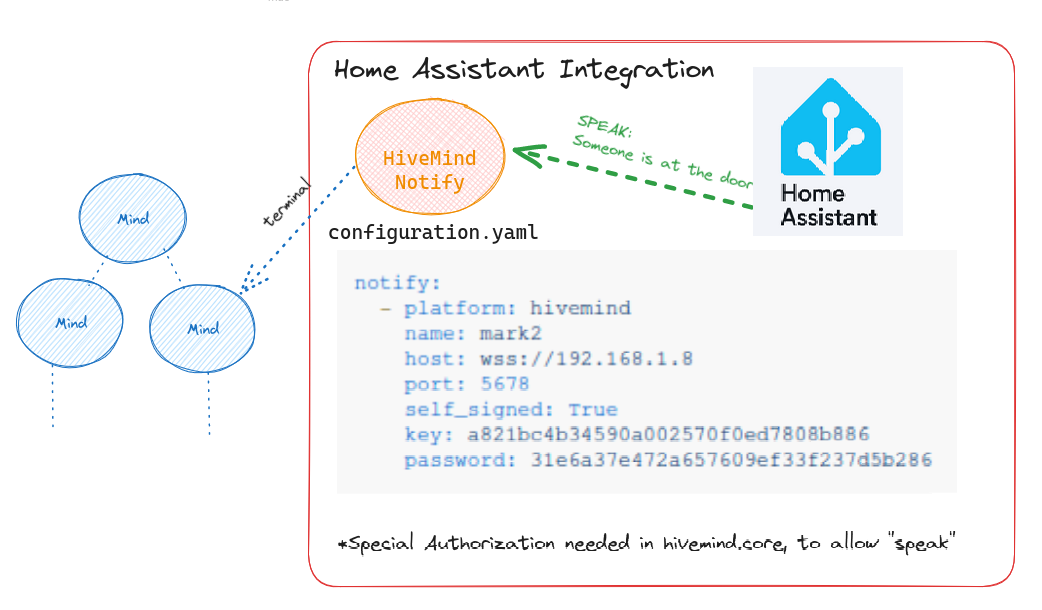 Home Assistant Integration
HiveMind
Notify
SPEAK:
Someone is at the door
Home
Assistant
terminal
Mind
Mind
Mind
configuration.yaml
notify:
- platform: hivemind
name: mark2
host: wss://192.168.1.8
port: 5678
self_signed: True
key: a821bc4b34590a002570f0ed7808b886
password: 31e6a37e472a657609ef33f237d5b286
*Special Authorization needed in hivemind.core, to allow "speak"